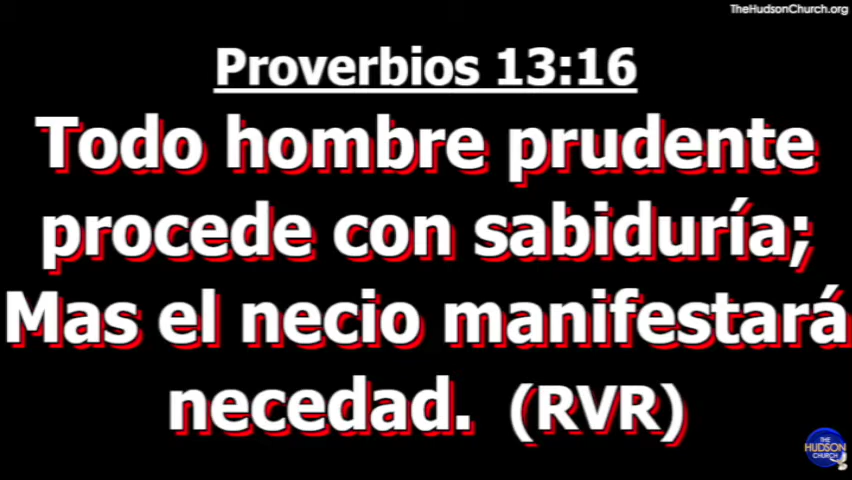 TheHudsonChurch.org
Proverbios 13:16
Todo hombre prudente
procede con sabiduría;
Mas el necio manifestará
necedad. (RVR)
THE
HUDSON
CHURCH